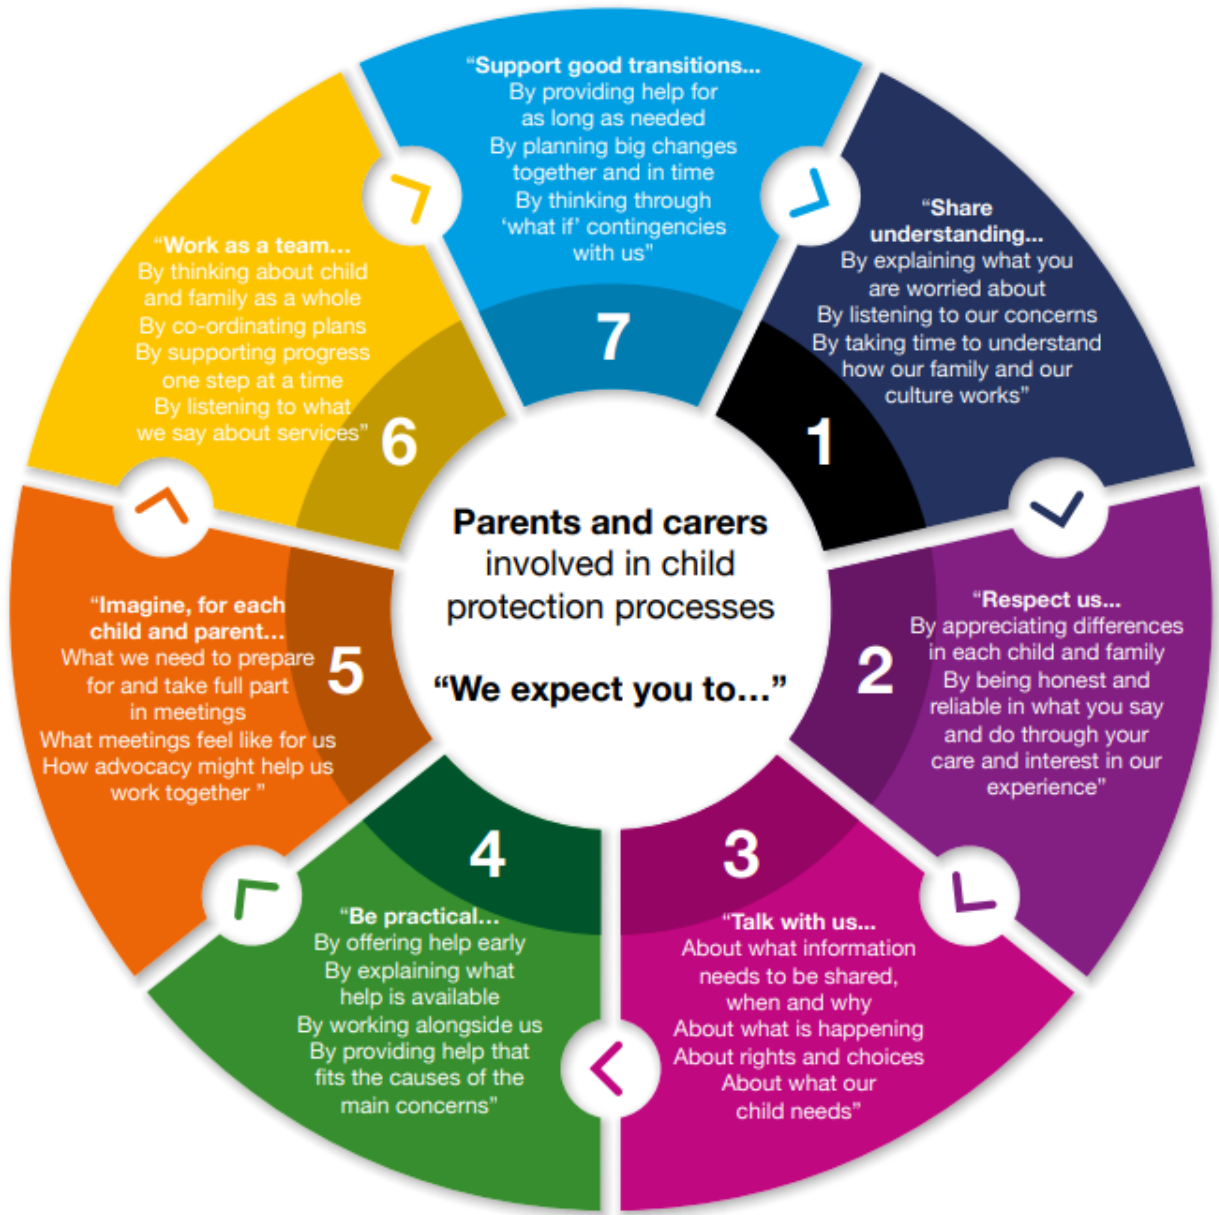 Parents and carers
involved in child
protection processes
“We expect you to...”
1
“Share
understanding...
By explaining what you
are worried about
By listening to our concerns
By taking time to understand
how our family and our
culture works”
2
“Respect us...
By appreciating differences
in each child and family
By being honest and
reliable in what you say
and do through your
care and interest in our
experience”
3
“Talk with us...
About what information
needs to be shared,
when and why
About what is happening
About rights and choices
About what our
child needs”
4
“Be practical...
By offering help early
By explaining what
help is available
By working alongside us
By providing help that
fits the causes of the
main concerns”
5
“Imagine, for each
child and parent...
What we need to prepare
for and take full part
in meetings
What meetings feel like for us
How advocacy might help us
work together ”
6
“Work as a team...
By thinking about child
and family as a whole
By co-ordinating plans
By supporting progress
one step at a time
By listening to what
we say about services”
7
“Support good transitions...
By providing help for
as long as needed
By planning big changes
together and in time
By thinking through
‘what if’ contingencies
with us”